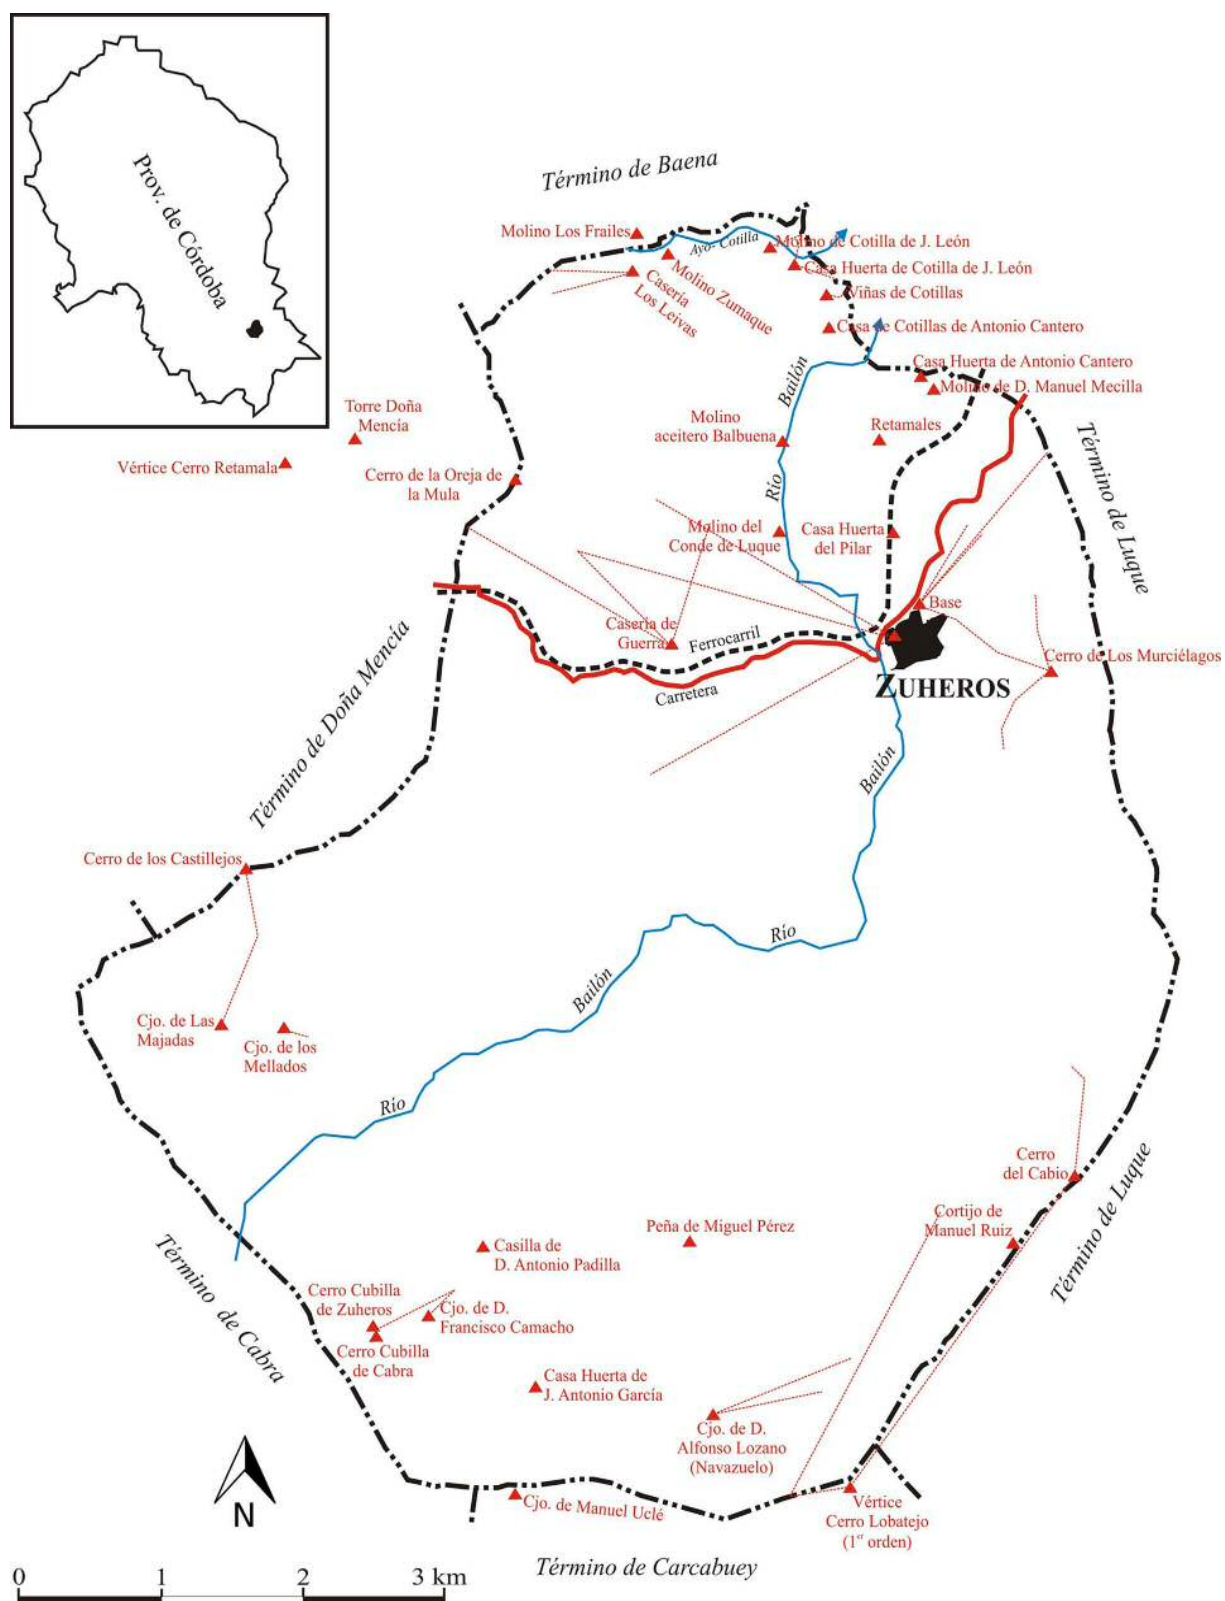 Prov. de Córdoba
Término de Baena
Molino Los Frailes
Ayo- Cotilla
Molino de Cotilla de J. León
Casa Huerta de Cotilla de J. León
Casería
Los Leivas
Molino Zumaque
Viñas de Cotillas
Casa de Cotillas de Antonio Cantero
Bailón
Casa Huerta de Antonio Cantero
Molino de D. Manuel Mecilla
Torre Doña
Mencía
Molino
aceitero Balbuena
Retamales
Término de Luque
Vértice Cerro Retamala
Cerro de la Oreja de
la Mula
Río
Molino del
Conde de Luque
Casa Huerta
del Pilar
Base
Casería de
Guerra
Ferrocarril
Carretera
Cerro de Los Murciélagos
ZUHEROS
Término de Doña Mencía
Bailón
Cerro de los Castillejos
Río
Bailón
Cjo. de Las
Majadas
Cjo. de los
Mellados
Río
Cerro
del Cabio
Término de Luque
Cortijo de
Manuel Ruiz
Peña de Miguel Pérez
Casilla de
D. Antonio Padilla
Término de Cabra
Cerro Cubilla
de Zuheros
Cjo. de D.
Francisco Camacho
Cerro Cubilla
de Cabra
Casa Huerta de
J. Antonio García
Cjo. de D.
Alfonso Lozano
(Navazuelo)
N
Cjo. de Manuel Uclé
Vértice
Cerro Lobatejo
(1er orden)
Término de Carcabuey
0 1 2 3 km